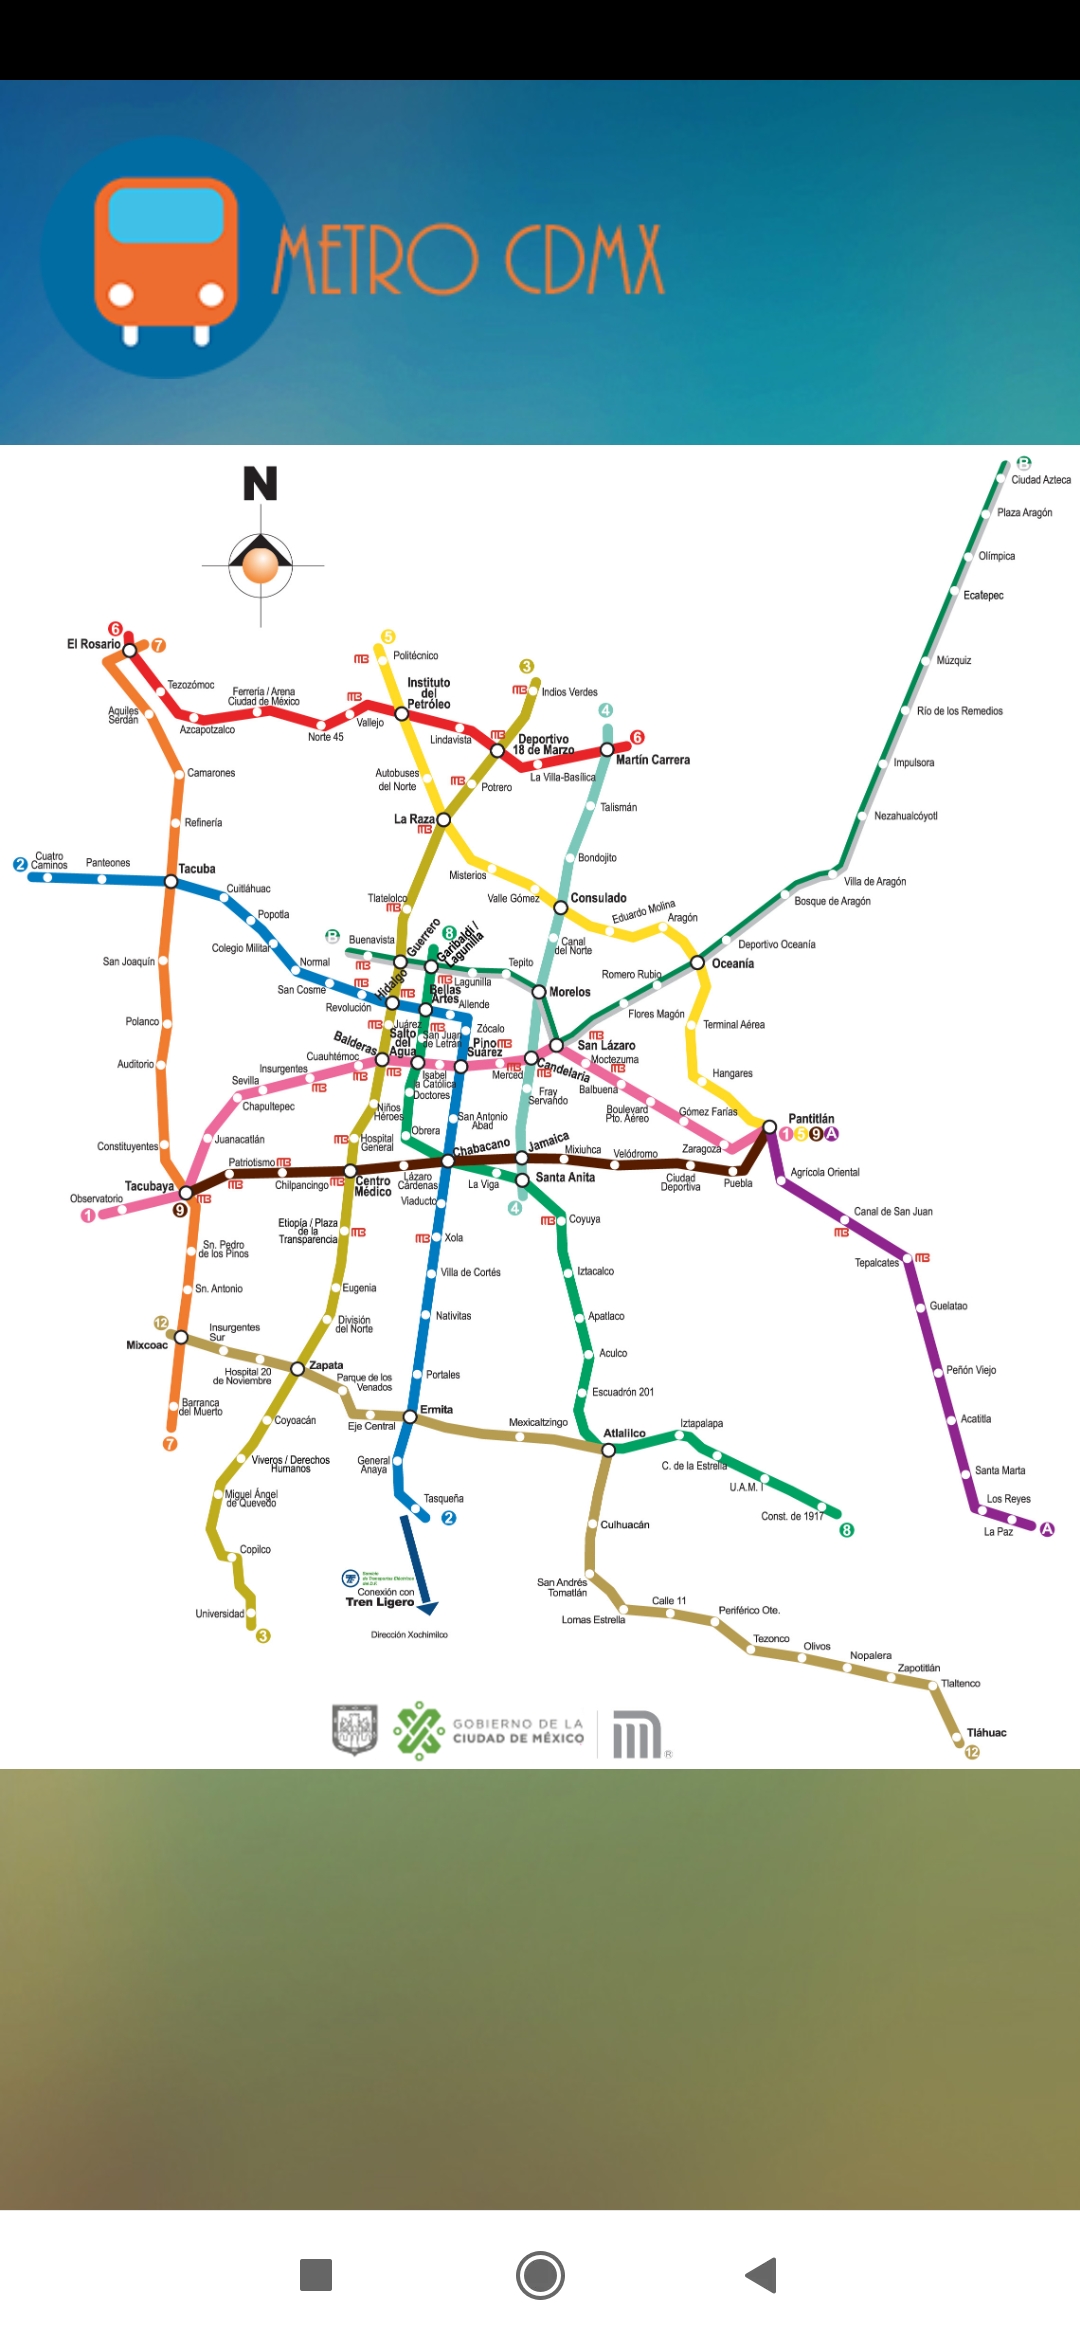 METRO CDMX
N
B
Ciudad Azteca
Plaza Aragón
Olímpica
Ecatepec
Múzquiz
Río de los Remedios
Impulsora
Nezahualcóyotl
Villa de Aragón
Bosque de Aragón
Deportivo Oceanía
Oceanía
Romero Rubio
Flores Magón
San Lázaro
Morelos
Tepito
Lagunilla
Garibaldi /
Lagunilla
Guerrero
Buenavista
B
6
El Rosario
7
Tezozómoc
Azcapotzalco
Ferrería / Arena
Ciudad de México
Norte 45
Vallejo
Instituto
del
Petróleo
Lindavista
Deportivo
18 de Marzo
La Villa-Basílica
6
Martín Carrera
5
Politécnico
Autobuses
del Norte
La Raza
Misterios
Valle Gómez
Consulado
Eduardo Molina
Aragón
Terminal Aérea
Hangares
Pantitlán
1 5 9 A
3
Indios Verdes
Potrero
Tlatelolco
Hidalgo
Juárez
Balderas
Niños
Héroes
Hospital
General
Centro
Médico
Etiopía / Plaza
de la
Transparencia
Eugenia
División
del Norte
Zapata
Coyoacán
Viveros / Derechos
Humanos
Miguel Ángel
de Quevedo
Copilco
Universidad
3
4
Talismán
Bondojito
Canal
del Norte
Candelaria
Fray
Servando
Jamaica
Santa Anita
4
Aquiles
Serdán
Camarones
Refinería
Tacuba
San Joaquín
Polanco
Auditorio
Constituyentes
Tacubaya
Sn. Pedro
de los Pinos
Sn. Antonio
Mixcoac
Barranca
del Muerto
7
2
Cuatro
Caminos
Panteones
Cuitláhuac
Popotla
Colegio Militar
Normal
San Cosme
Revolución
Bellas
Artes
Allende
Zócalo
Pino
Suárez
San Antonio
Abad
Chabacano
Viaducto
Xola
Villa de Cortés
Nativitas
Portales
Ermita
General
Anaya
Tasqueña
2
8
San Juan
de Letrán
Salto
del
Agua
Doctores
Obrera
La Viga
Coyuya
Iztacalco
Apatlaco
Aculco
Escuadrón 201
Atlalilco
Iztapalapa
C. de la Estrella
U.A.M. I
Const. de 1917
8
1
Observatorio
Juanacatlán
Chapultepec
Sevilla
Insurgentes
Cuauhtémoc
Isabel
la Católica
Merced
Moctezuma
Balbuena
Boulevard
Pto. Aéreo
Gómez Farías
Zaragoza
9
Patriotismo
Chilpancingo
Lázaro
Cárdenas
Mixiuhca
Velódromo
Ciudad
Deportiva
Puebla
Agrícola Oriental
Canal de San Juan
Tepalcates
Guelatao
Peñón Viejo
Acatitla
Santa Marta
Los Reyes
La Paz
A
12
Insurgentes
Sur
Hospital 20
de Noviembre
Parque de los
Venados
Eje Central
Mexicaltzingo
Culhuacán
San Andrés
Tomatlán
Lomas Estrella
Calle 11
Periférico Ote.
Tezonco
Olivos
Nopalera
Zapotitlán
Tlaltenco
Tláhuac
12
Conexión con
Tren Ligero
Dirección Xochimilco
GOBIERNO DE LA
CIUDAD DE MÉXICO
®